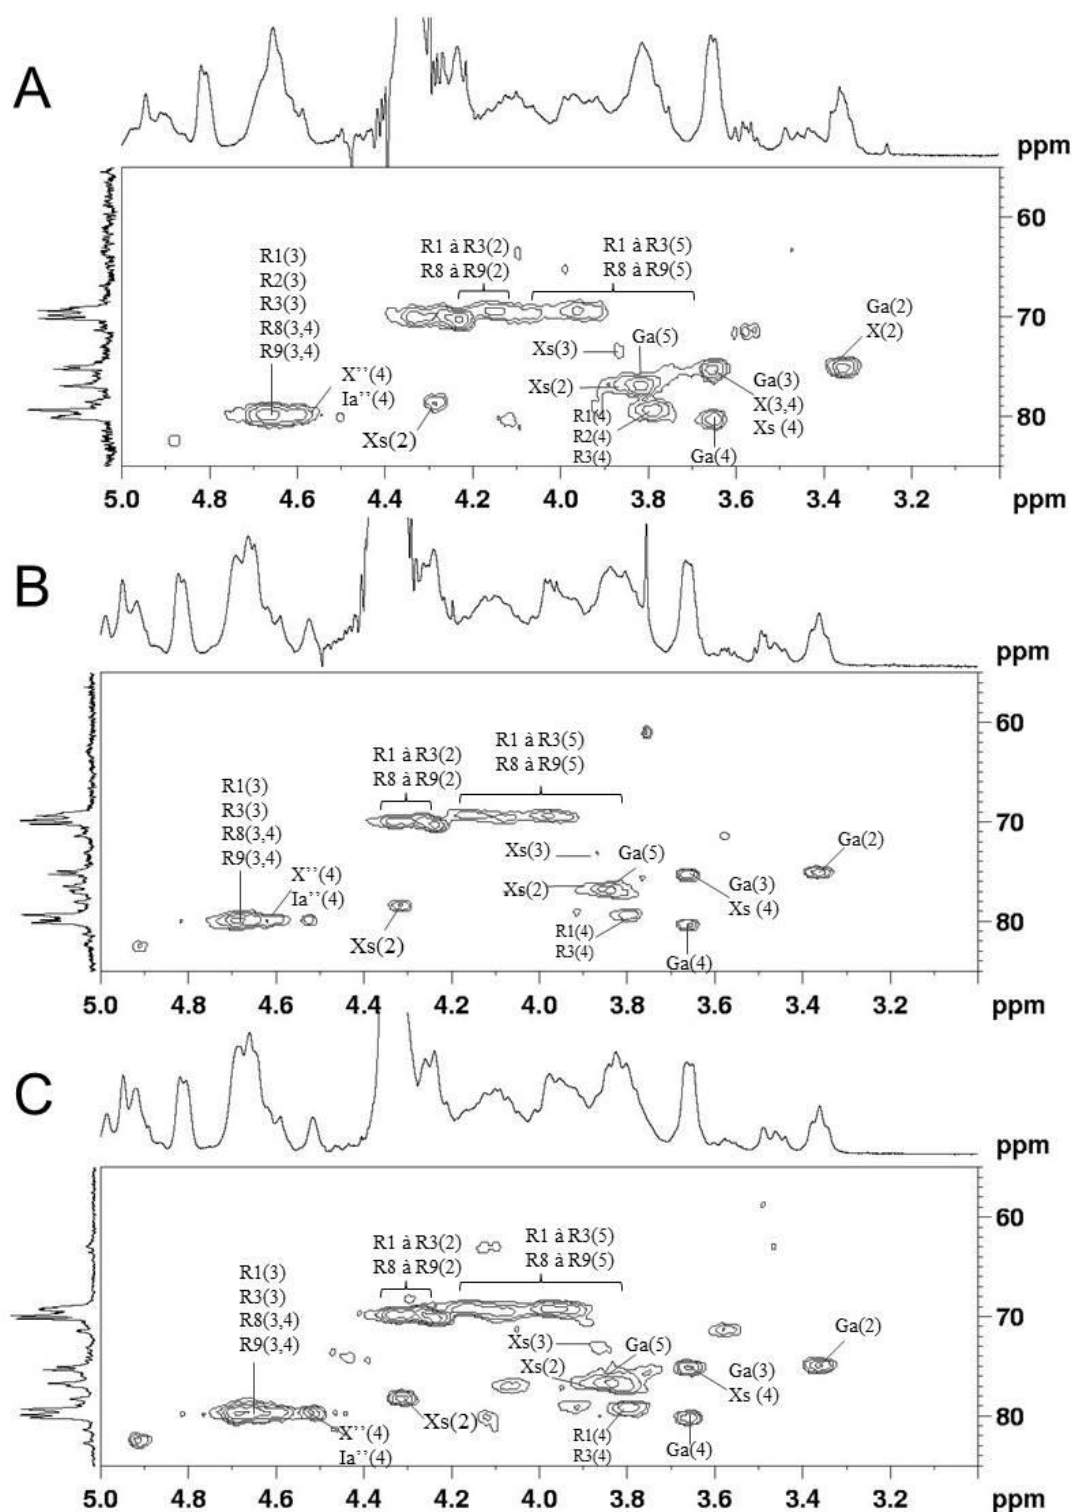 A
ppm
60
R1 à R3(2)
R8 à R9(2)
R1 à R3(5)
R8 à R9(5)
R1(3)
R2(3)
R3(3)
R8(3,4)
R9(3,4)
70
Ga(2)
X(2)
Xs(3)
Ga(5)
X’’(4)
Ia’’(4)
Xs(2)
Ga(3)
X(3,4)
Xs (4)
R1(4)
R2(4)
R3(4)
80
Xs(2)
Ga(4)
5.0 4.8 4.6 4.4 4.2 4.0 3.8 3.6 3.4 3.2 ppm
B
ppm
60
R1 à R3(2)
R8 à R9(2)
R1 à R3(5)
R8 à R9(5)
R1(3)
R3(3)
R8(3,4)
R9(3,4)
70
Xs(3)
Ga(5)
Ga(2)
X’’(4)
Ia’’(4)
Xs(2)
Ga(3)
Xs (4)
80
Xs(2)
R1(4)
R3(4)
Ga(4)
5.0 4.8 4.6 4.4 4.2 4.0 3.8 3.6 3.4 3.2 ppm
C
ppm
60
R1 à R3(2)
R8 à R9(2)
R1 à R3(5)
R8 à R9(5)
R1(3)
R3(3)
R8(3,4)
R9(3,4)
70
Xs(3)
Ga(5)
Ga(2)
Xs(2)
Ga(3)
Xs (4)
80
Xs(2)
X’’(4)
Ia’’(4)
R1(4)
R3(4)
Ga(4)
5.0 4.8 4.6 4.4 4.2 4.0 3.8 3.6 3.4 3.2 ppm